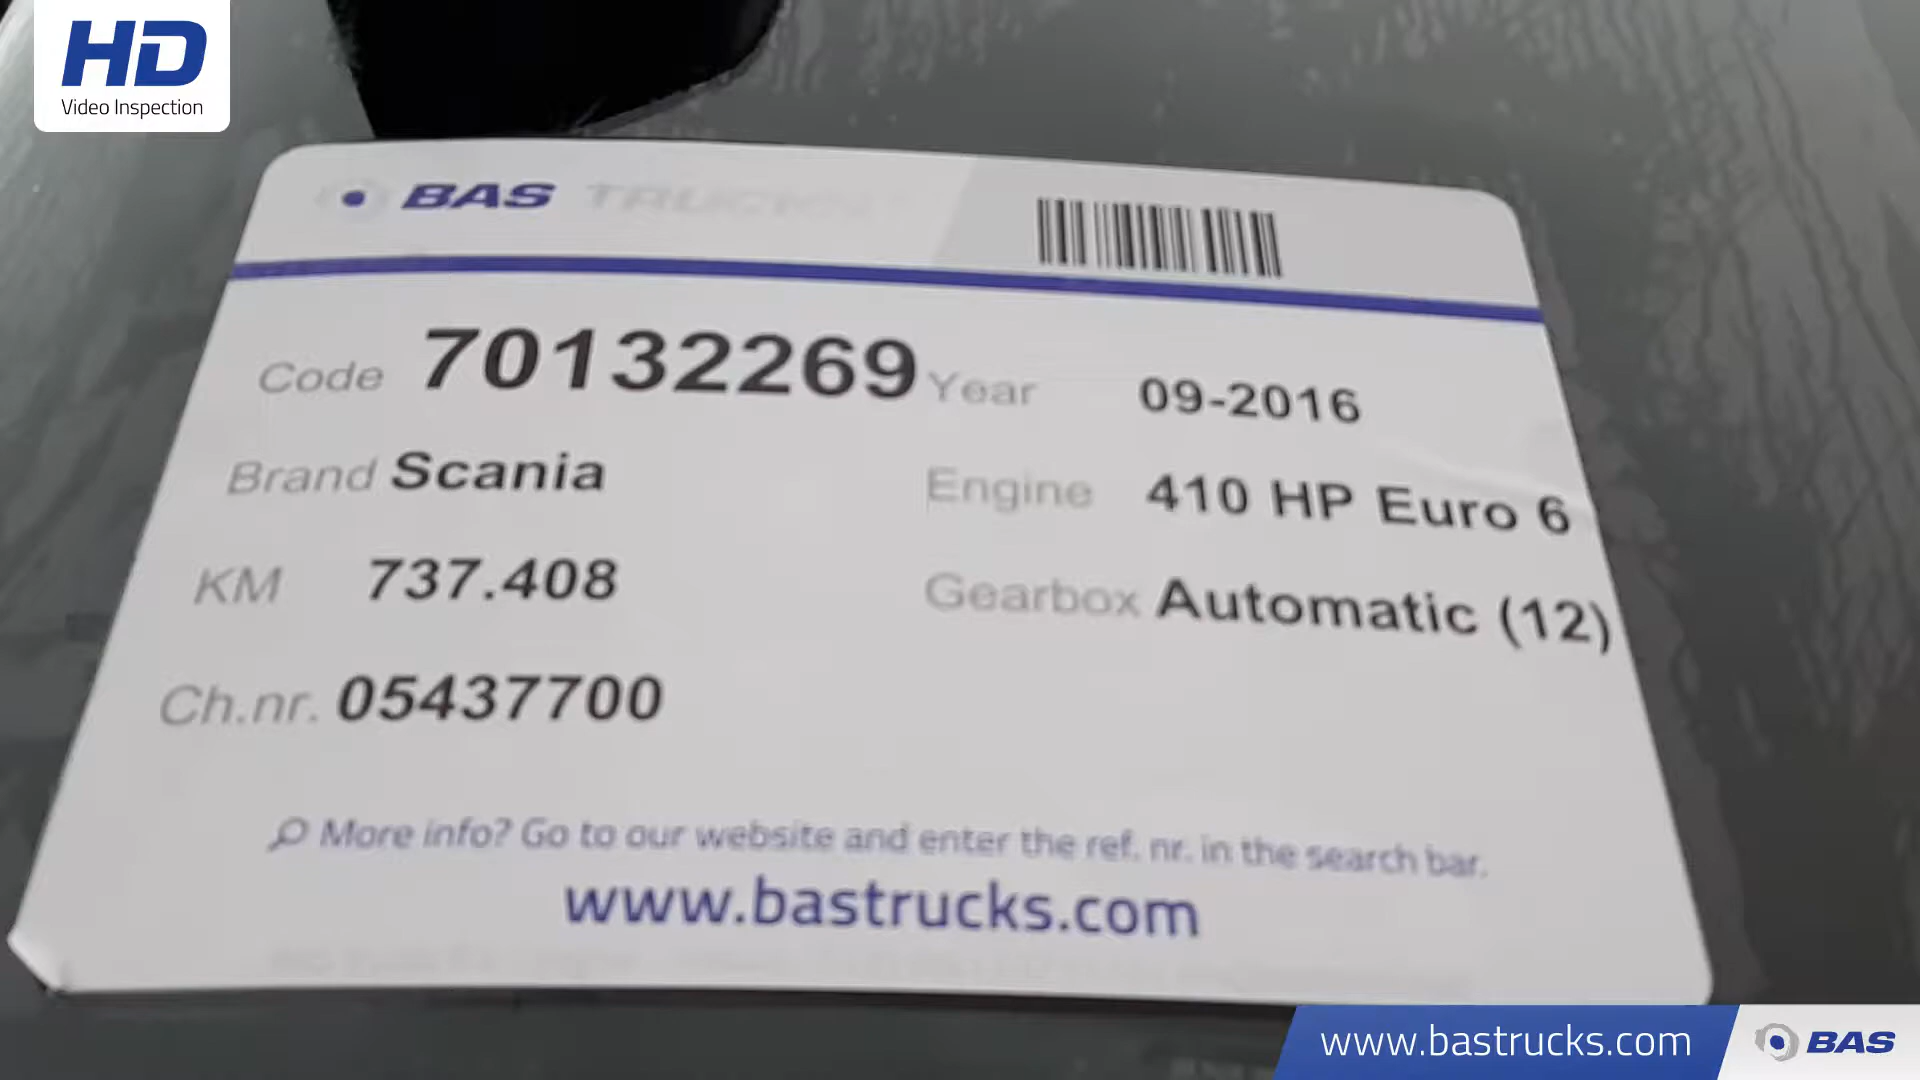 HD
Video Inspection
BAS TRUCKS
Code 70132269 Year 09-2016
Brand Scania Engine 410 HP Euro 6
KM 737.408 Gearbox Automatic (12)
Ch.nr. 05437700
More info? Go to our website and enter the ref. nr. in the search bar.
www.bastrucks.com
www.bastrucks.com BAS